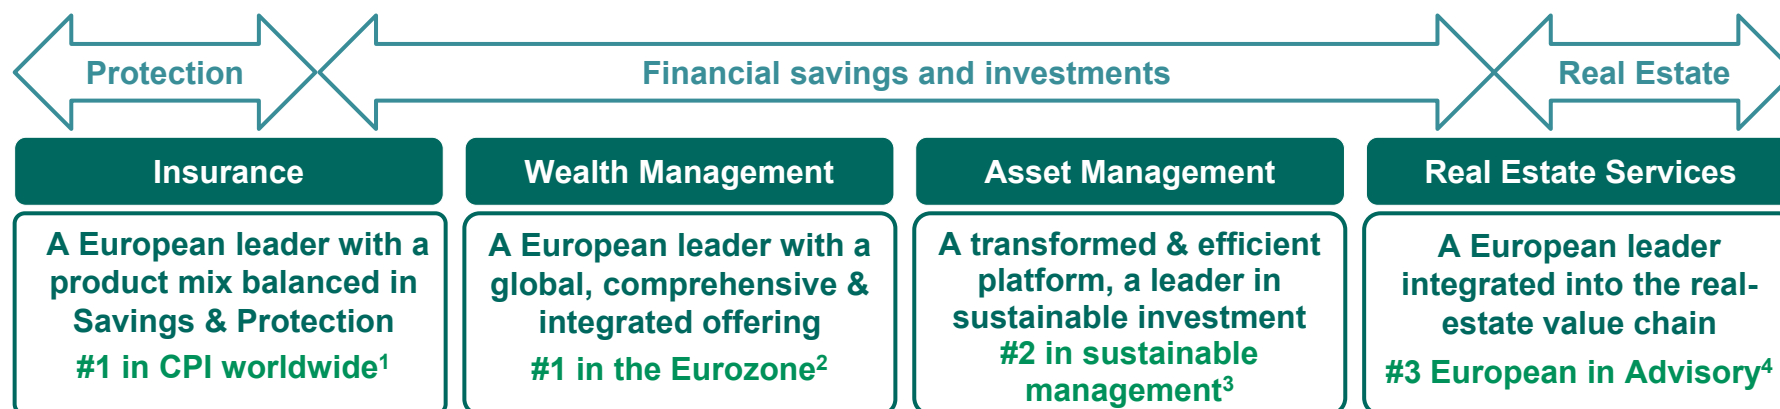 Protection
Financial savings and investments
Real Estate
Insurance
A European leader with a
product mix balanced in
Savings & Protection
#1 in CPI worldwide¹
Wealth Management
A European leader with a
global, comprehensive &
integrated offering
#1 in the Eurozone²
Asset Management
A transformed & efficient
platform, a leader in
sustainable investment
#2 in sustainable
management³
Real Estate Services
A European leader
integrated into the real-
estate value chain
#3 European in Advisory⁴